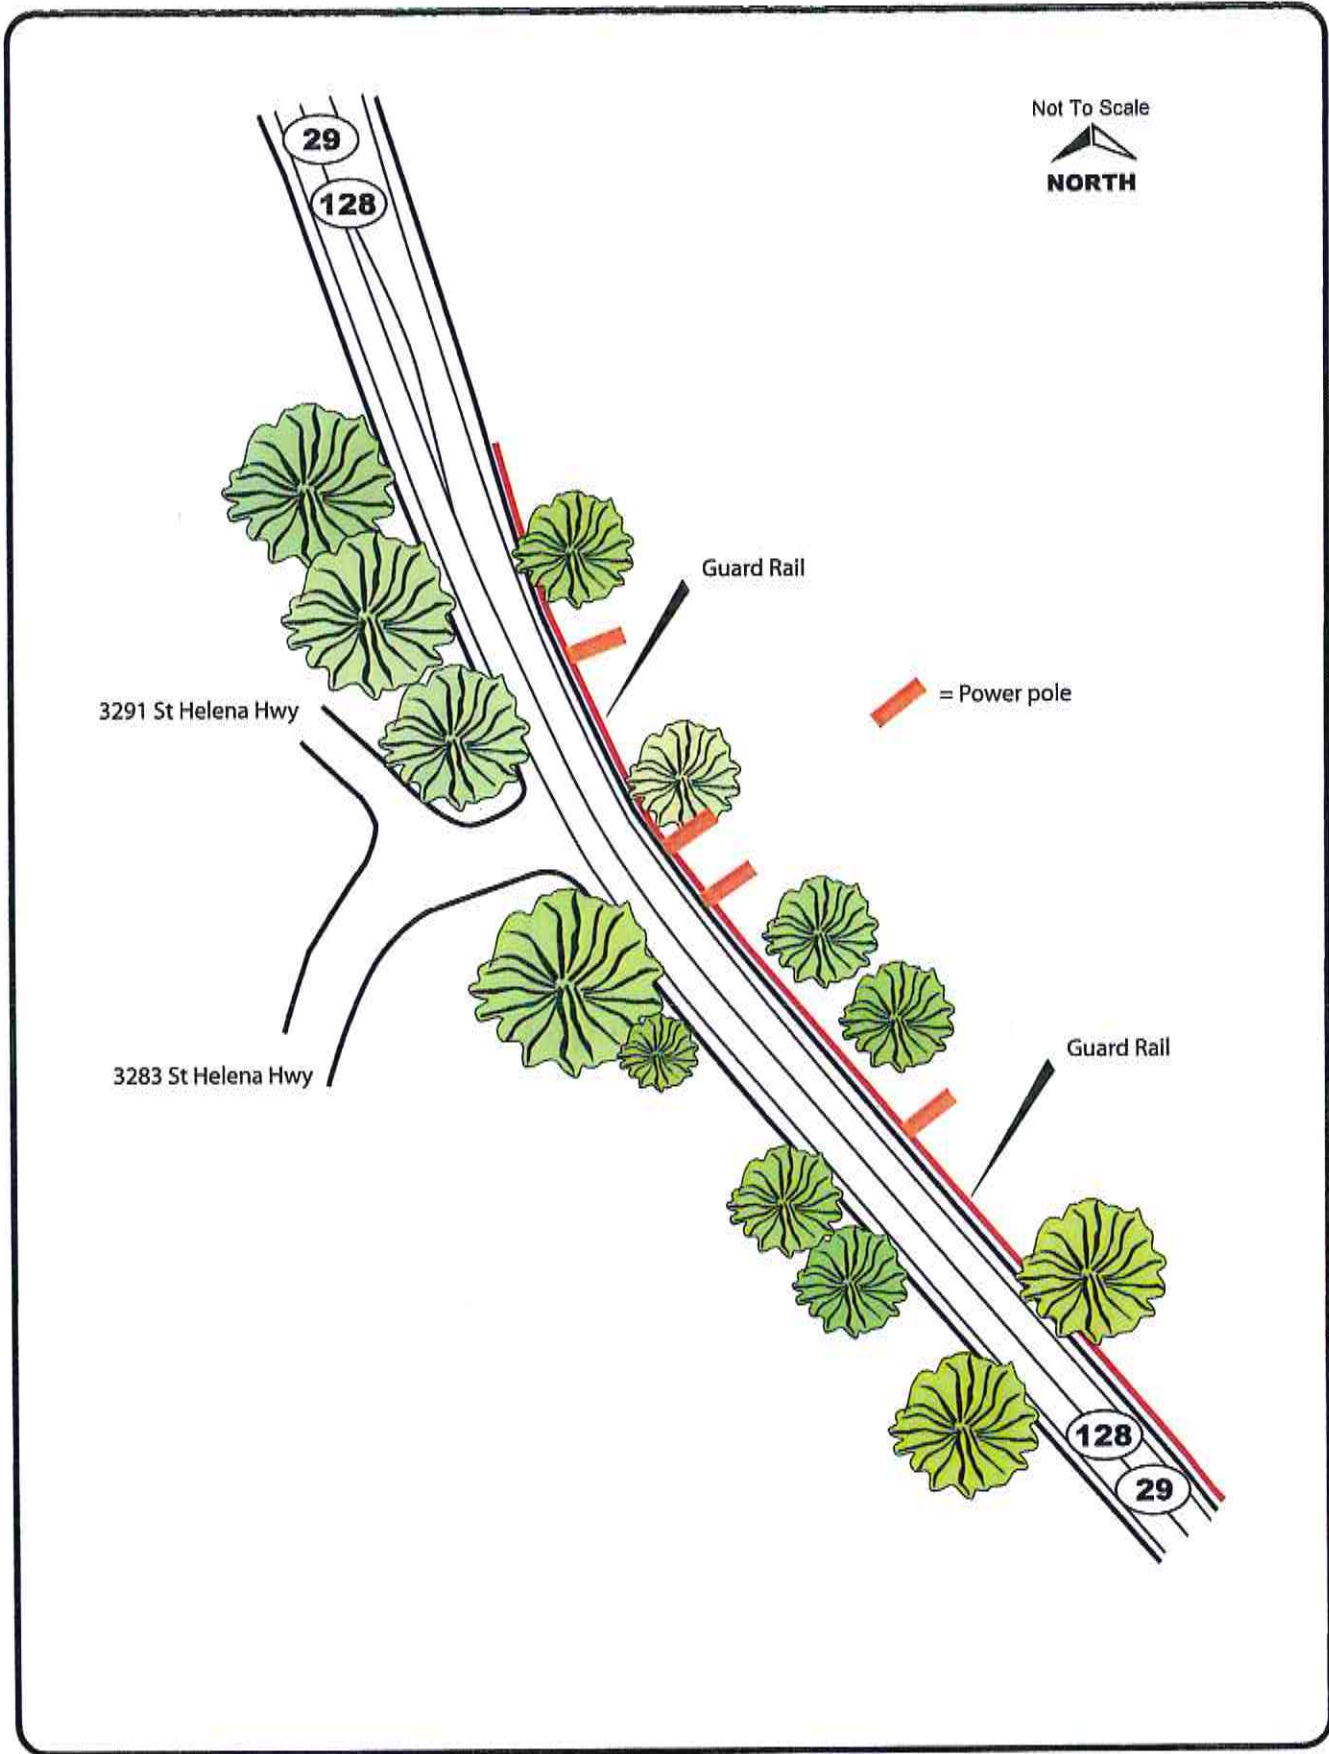 Not To Scale
NORTH
29
128
Guard Rail
= Power pole
3291 St Helena Hwy
Guard Rail
3283 St Helena Hwy
128
29